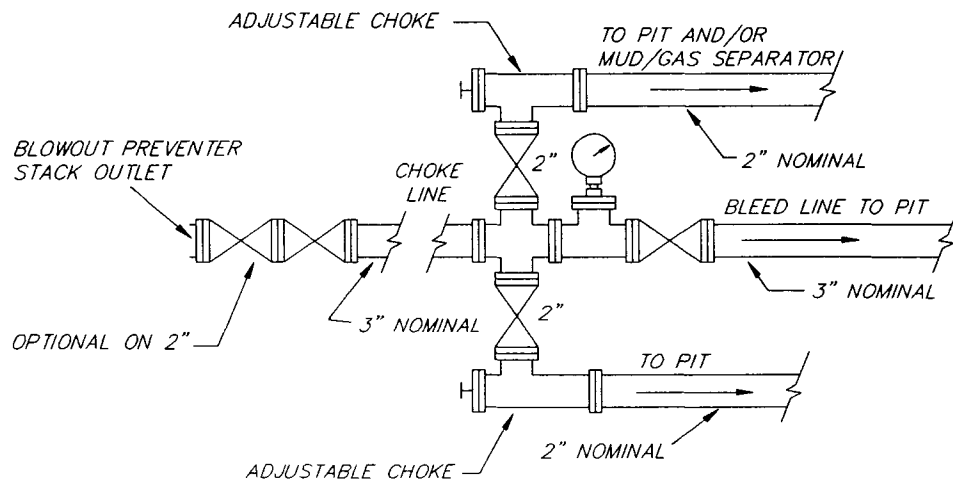 ADJUSTABLE CHOKE
TO PIT AND/OR
MUD/GAS SEPARATOR
BLOWOUT PREVENTER
STACK OUTLET
2"
2" NOMINAL
CHOKE
LINE
BLEED LINE TO PIT
3" NOMINAL
3" NOMINAL
2"
OPTIONAL ON 2"
TO PIT
2" NOMINAL
ADJUSTABLE CHOKE